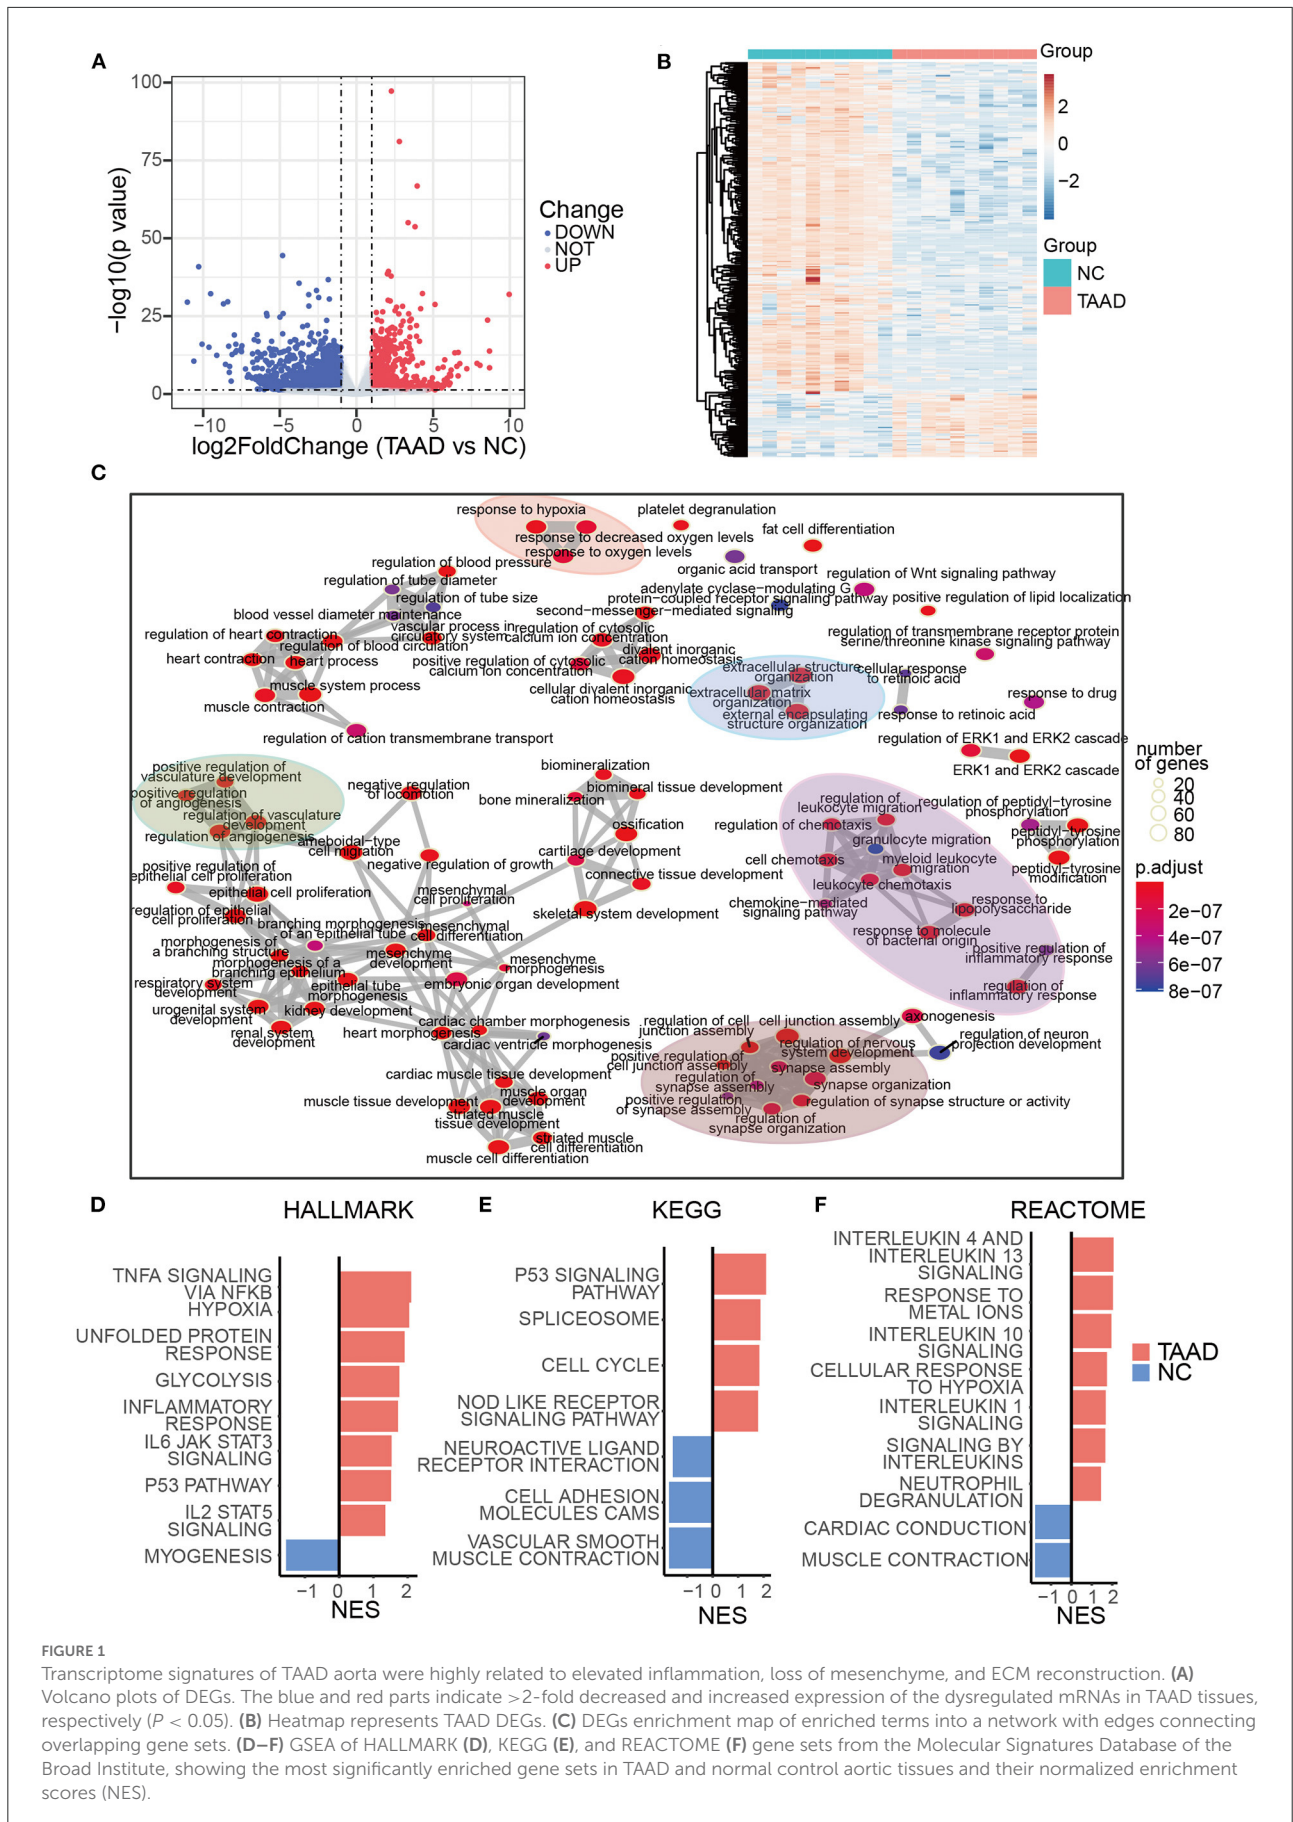 A
100
75
50
25
0
−log10(p value)
−10
−5
0
5
10
log2FoldChange (TAAD vs NC)
Change
DOWN
NOT
UP
B
Group
2
0
−2
Group
NC
TAAD
C
response to hypoxia
response to decreased oxygen levels
response to oxygen levels
platelet degranulation
fat cell differentiation
organic acid transport
regulation of blood pressure
regulation of tube diameter
regulation of tube size
blood vessel diameter maintenance
vascular process in
circulatory system
regulation of heart contraction
regulation of blood circulation
heart contraction
heart process
muscle system process
muscle contraction
regulation of cation transmembrane transport
adenylate cyclase−modulating G
protein−coupled receptor signaling pathway
second−messenger−mediated signaling
regulation of cytosolic
calcium ion concentration
divalent inorganic
cation homeostasis
positive regulation of cytosolic
calcium ion concentration
cellular divalent inorganic
cation homeostasis
regulation of Wnt signaling pathway
positive regulation of lipid localization
regulation of transmembrane receptor protein
serine/threonine kinase signaling pathway
extracellular structure
organization
extracellular matrix
organization
external encapsulating
structure organization
cellular response
to retinoic acid
response to retinoic acid
response to drug
regulation of ERK1 and ERK2 cascade
ERK1 and ERK2 cascade
positive regulation of
vasculature development
positive regulation
of angiogenesis
regulation of vasculature
development
regulation of angiogenesis
negative regulation
of locomotion
ameboidal−type
cell migration
negative regulation of growth
positive regulation of
epithelial cell proliferation
epithelial cell proliferation
regulation of epithelial
cell proliferation
mesenchymal
cell proliferation
branching morphogenesis
of an epithelial tube
mesenchymal
cell differentiation
morphogenesis of
a branching structure
morphogenesis of a
branching epithelium
mesenchyme
development
mesenchyme
morphogenesis
respiratory system
development
epithelial tube
morphogenesis
embryonic organ development
urogenital system
development
kidney development
renal system
development
heart morphogenesis
cardiac chamber morphogenesis
cardiac ventricle morphogenesis
cardiac muscle tissue development
muscle tissue development
muscle organ
development
striated muscle
tissue development
striated muscle
cell differentiation
muscle cell differentiation
biomineralization
biomineral tissue development
bone mineralization
ossification
cartilage development
connective tissue development
skeletal system development
regulation of
leukocyte migration
regulation of chemotaxis
granulocyte migration
cell chemotaxis
myeloid leukocyte
migration
leukocyte chemotaxis
chemokine−mediated
signaling pathway
response to
lipopolysaccharide
response to molecule
of bacterial origin
positive regulation of
inflammatory response
regulation of
inflammatory response
regulation of peptidyl−tyrosine
phosphorylation
peptidyl−tyrosine
phosphorylation
peptidyl−tyrosine
modification
regulation of cell
junction assembly
cell junction assembly
axonogenesis
regulation of neuron
projection development
regulation of nervous
system development
positive regulation of
cell junction assembly
synapse assembly
regulation of
synapse assembly
synapse organization
positive regulation
of synapse assembly
regulation of synapse structure or activity
regulation of
synapse organization
number
of genes
20
40
60
80
p.adjust
2e−07
4e−07
6e−07
8e−07
D
HALLMARK
TNFA SIGNALING
VIA NFKB
HYPOXIA
UNFOLDED PROTEIN
RESPONSE
GLYCOLYSIS
INFLAMMATORY
RESPONSE
IL6 JAK STAT3
SIGNALING
P53 PATHWAY
IL2 STAT5
SIGNALING
MYOGENESIS
−1 0 1 2
NES
E
KEGG
P53 SIGNALING
PATHWAY
SPLICEOSOME
CELL CYCLE
NOD LIKE RECEPTOR
SIGNALING PATHWAY
NEUROACTIVE LIGAND
RECEPTOR INTERACTION
CELL ADHESION
MOLECULES CAMS
VASCULAR SMOOTH
MUSCLE CONTRACTION
−1 0 1 2
NES
F
REACTOME
INTERLEUKIN 4 AND
INTERLEUKIN 13
SIGNALING
RESPONSE TO
METAL IONS
INTERLEUKIN 10
SIGNALING
CELLULAR RESPONSE
TO HYPOXIA
INTERLEUKIN 1
SIGNALING
SIGNALING BY
INTERLEUKINS
NEUTROPHIL
DEGRANULATION
CARDIAC CONDUCTION
MUSCLE CONTRACTION
−1 0 1 2
NES
TAAD
NC
FIGURE 1
Transcriptome signatures of TAAD aorta were highly related to elevated inflammation, loss of mesenchyme, and ECM reconstruction. (A)
Volcano plots of DEGs. The blue and red parts indicate >2-fold decreased and increased expression of the dysregulated mRNAs in TAAD tissues,
respectively (P < 0.05). (B) Heatmap represents TAAD DEGs. (C) DEGs enrichment map of enriched terms into a network with edges connecting
overlapping gene sets. (D–F) GSEA of HALLMARK (D), KEGG (E), and REACTOME (F) gene sets from the Molecular Signatures Database of the
Broad Institute, showing the most significantly enriched gene sets in TAAD and normal control aortic tissues and their normalized enrichment
scores (NES).